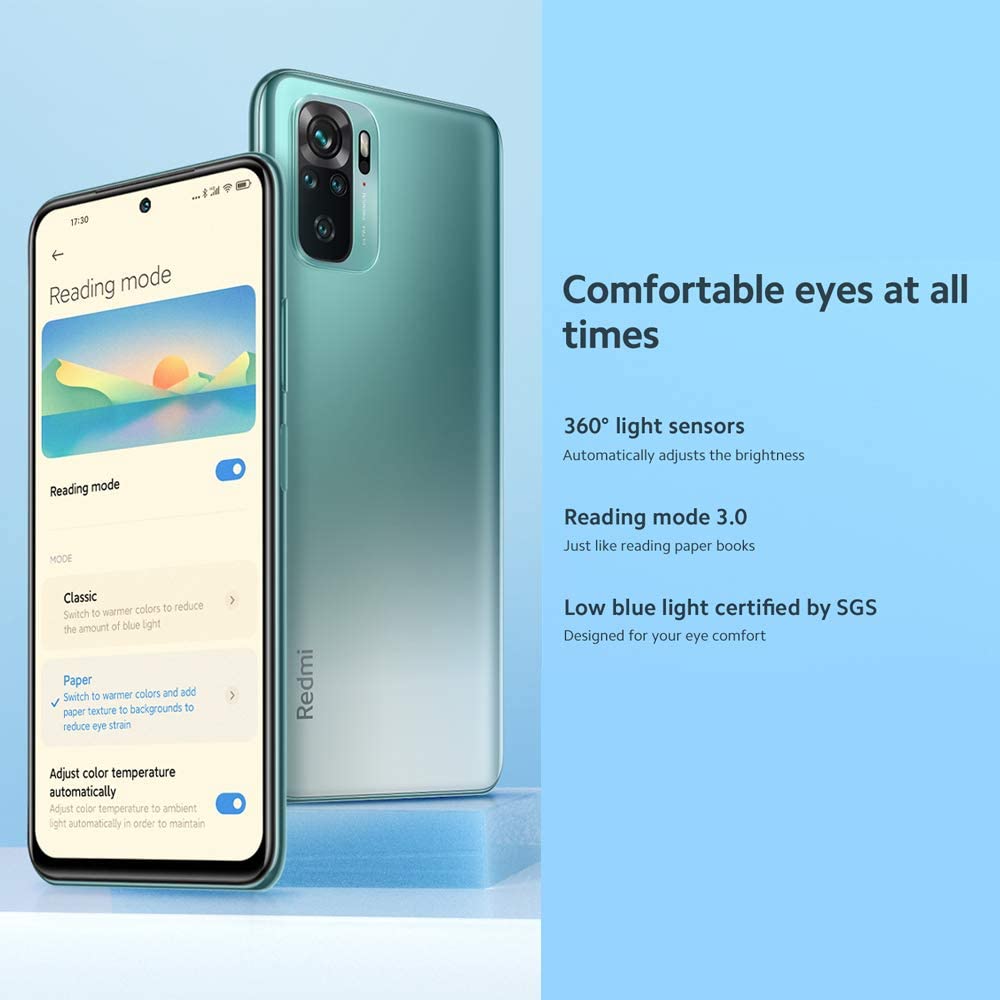 17:30
Reading mode
Reading mode
MODE
Classic
Switch to warmer colors to reduce
the amount of blue light
Paper
Switch to warmer colors and add
paper texture to backgrounds to
reduce eye strain
Adjust color temperature
automatically
Adjust color temperature to ambient
light automatically in order to maintain
Redmi
Comfortable eyes at all
times
360° light sensors
Automatically adjusts the brightness
Reading mode 3.0
Just like reading paper books
Low blue light certified by SGS
Designed for your eye comfort